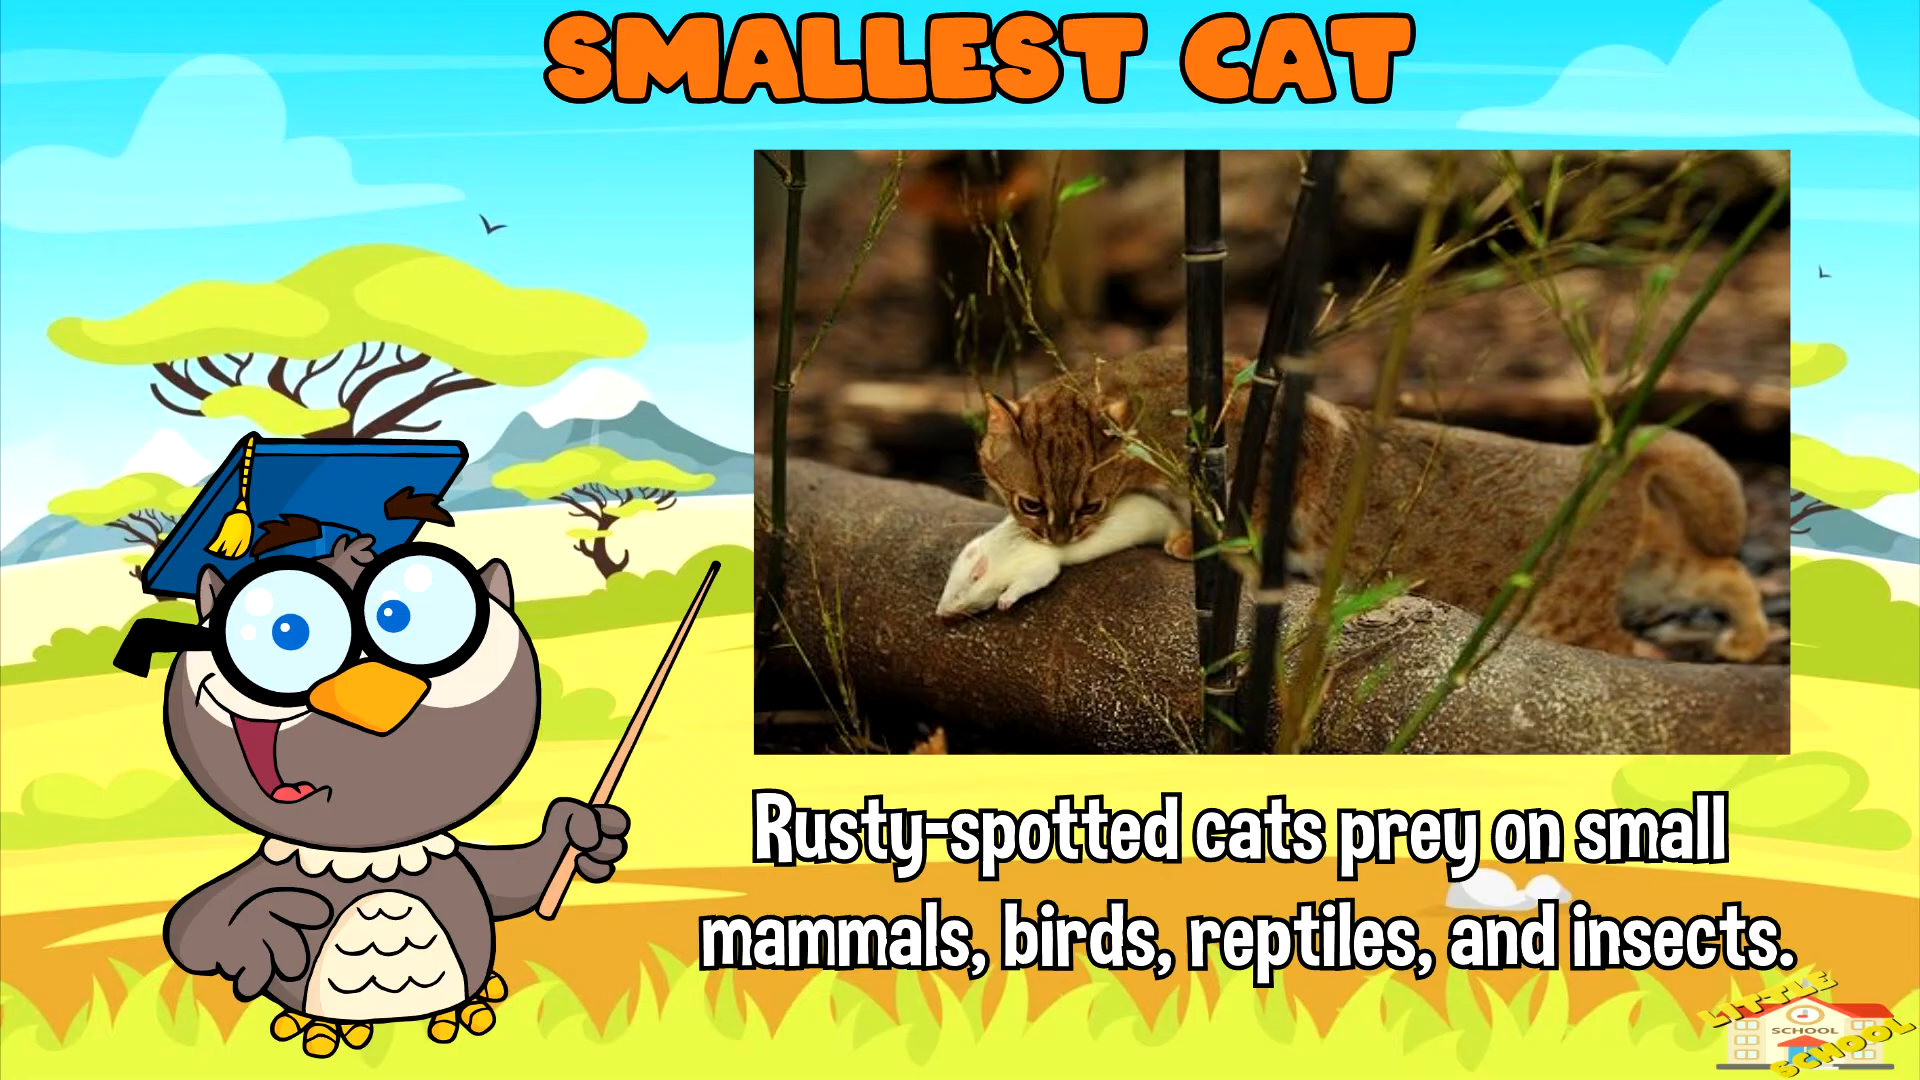 SMALLEST CAT
Rusty-spotted cats prey on small
mammals, birds, reptiles, and insects.
LITTLE
SCHOOL
SCHOOL